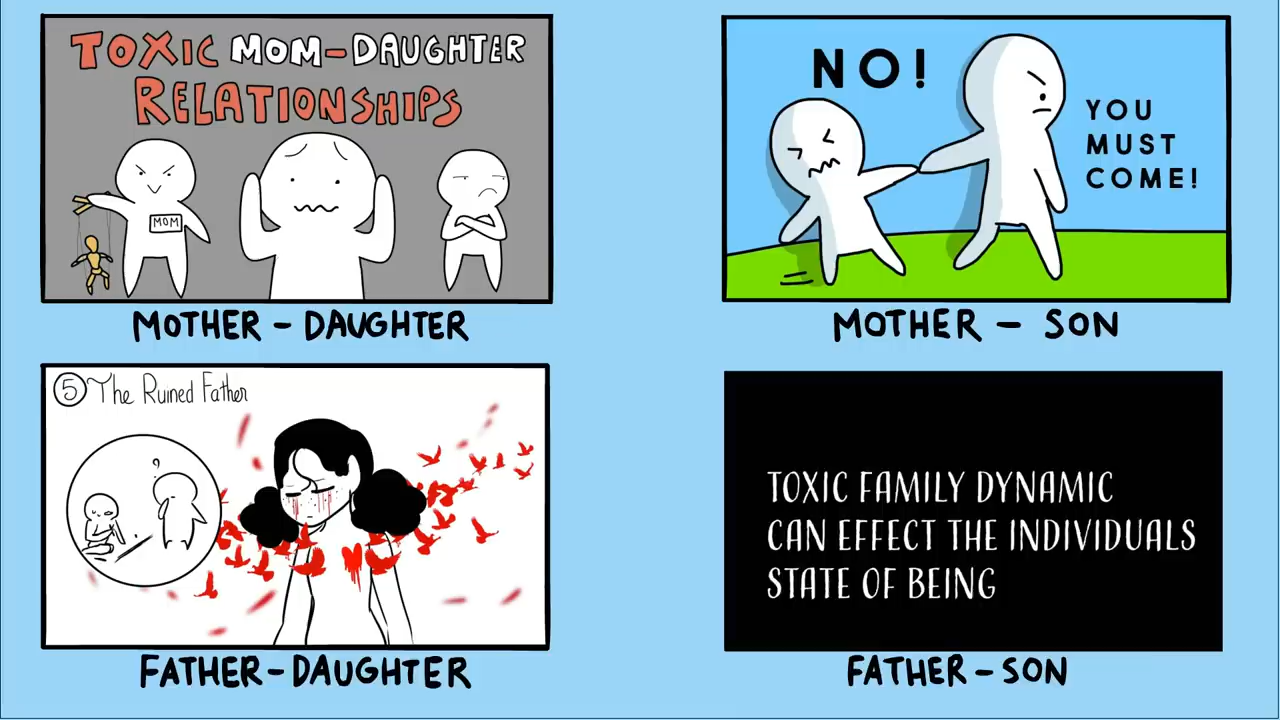 TOXIC MOM-DAUGHTER
RELATIONSHIPS
MOM
MOTHER - DAUGHTER
NO!
YOU
MUST
COME!
MOTHER - SON
5 The Ruined Father
?
FATHER-DAUGHTER
TOXIC FAMILY DYNAMIC
CAN EFFECT THE INDIVIDUALS
STATE OF BEING
FATHER-SON